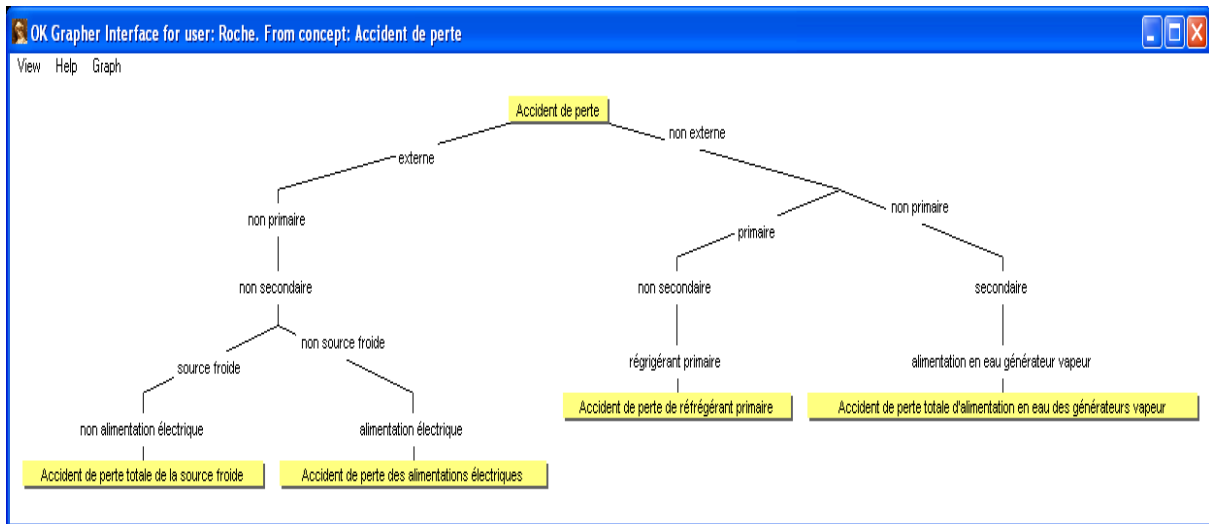 OK Grapher Interface for user: Roche. From concept: Accident de perte
View Help Graph
Accident de perte
non externe
externe
non primaire
non primaire
primaire
non secondaire
non secondaire
secondaire
non source froide
source froide
régrigérant primaire
alimentation en eau générateur vapeur
Accident de perte de réfrégérant primaire
Accident de perte totale d'alimentation en eau des générateurs vapeur
non alimentation électrique
alimentation électrique
Accident de perte totale de la source froide
Accident de perte des alimentations électriques